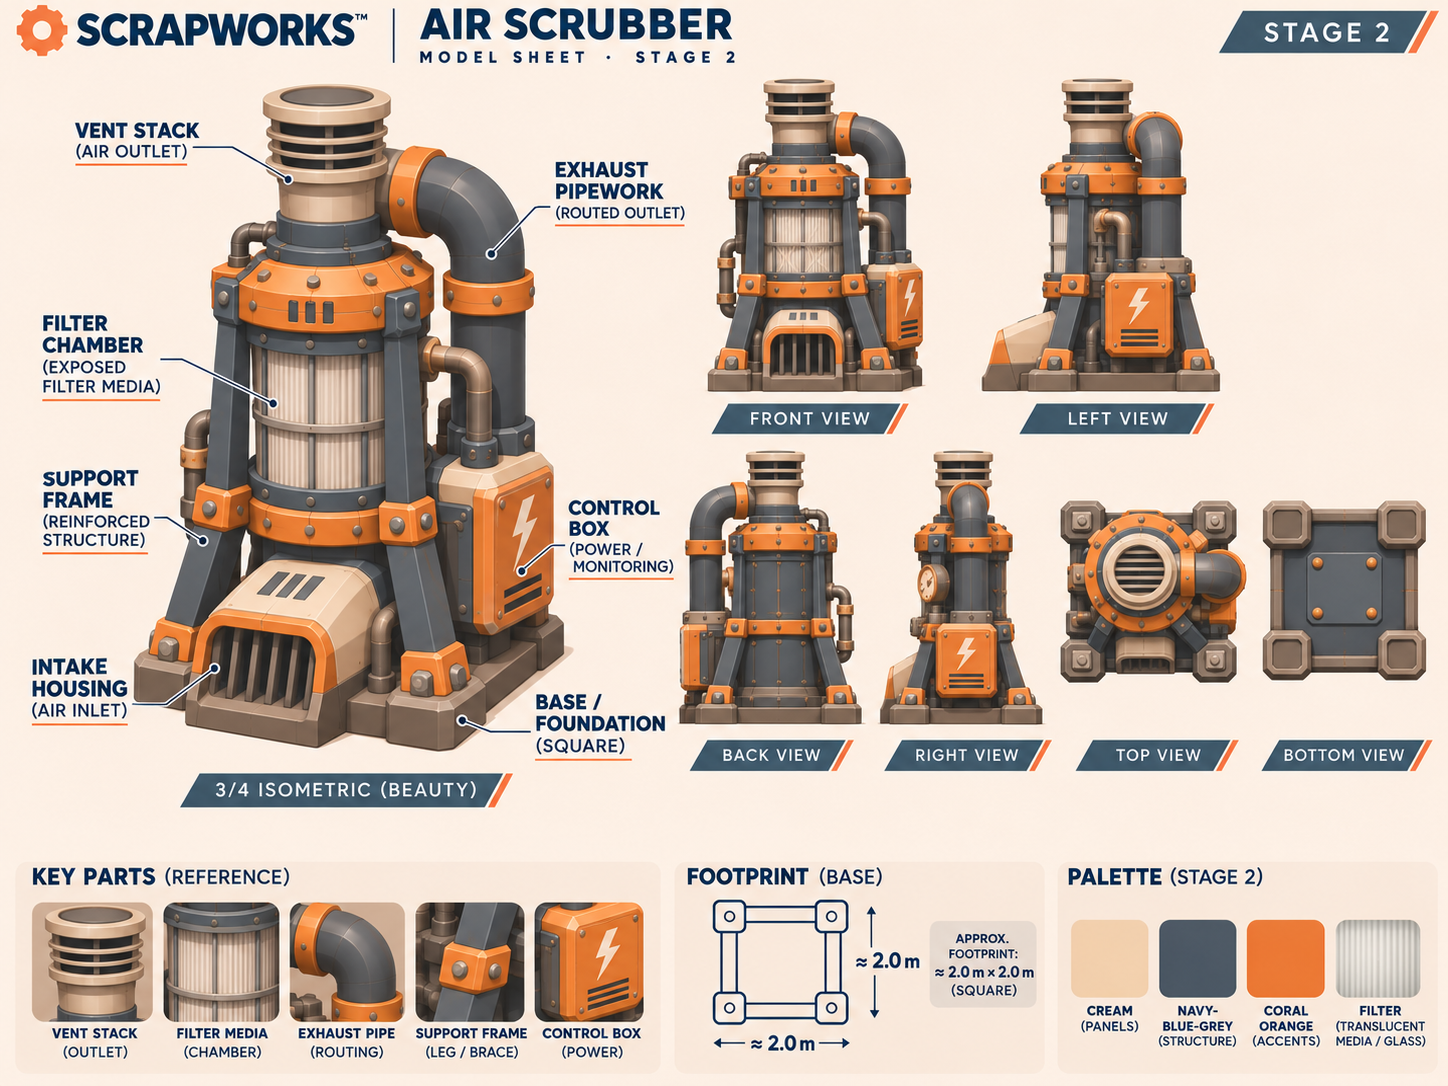 SCRAPWORKS™
AIR SCRUBBER
MODEL SHEET · STAGE 2
STAGE 2
VENT STACK
(AIR OUTLET)
EXHAUST
PIPEWORK
(ROUTED OUTLET)
FILTER
CHAMBER
(EXPOSED
FILTER MEDIA)
SUPPORT
FRAME
(REINFORCED
STRUCTURE)
CONTROL
BOX
(POWER /
MONITORING)
INTAKE
HOUSING
(AIR INLET)
BASE /
FOUNDATION
(SQUARE)
3/4 ISOMETRIC (BEAUTY)
FRONT VIEW
LEFT VIEW
BACK VIEW
RIGHT VIEW
TOP VIEW
BOTTOM VIEW
KEY PARTS (REFERENCE)
VENT STACK
(OUTLET)
FILTER MEDIA
(CHAMBER)
EXHAUST PIPE
(ROUTING)
SUPPORT FRAME
(LEG / BRACE)
CONTROL BOX
(POWER)
FOOTPRINT (BASE)
≈ 2.0 m
≈ 2.0 m
APPROX.
FOOTPRINT:
≈ 2.0 m × 2.0 m
(SQUARE)
PALETTE (STAGE 2)
CREAM
(PANELS)
NAVY-
BLUE-GREY
(STRUCTURE)
CORAL
ORANGE
(ACCENTS)
FILTER
(TRANSLUCENT
MEDIA / GLASS)